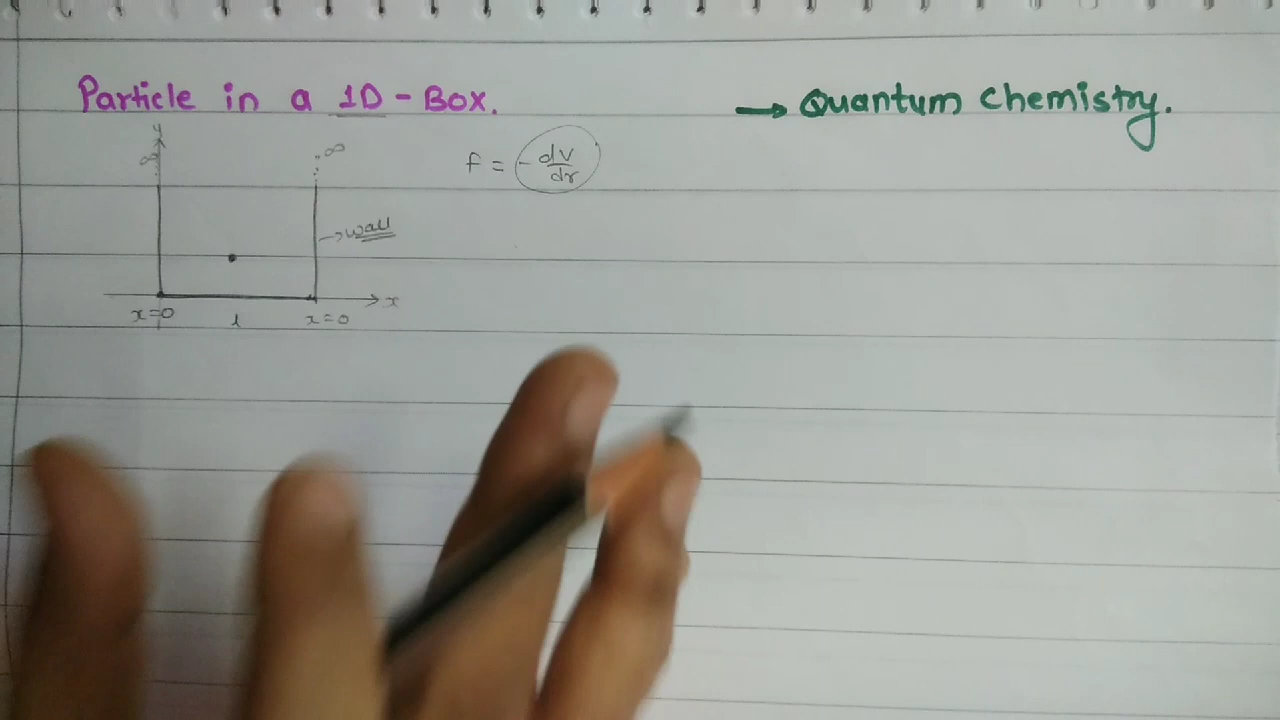 Particle in a 1D - Box.
→ Quantum Chemistry.
y
∞
∞
f = - dV/dr
→ wall
x
x=0
l
x=0